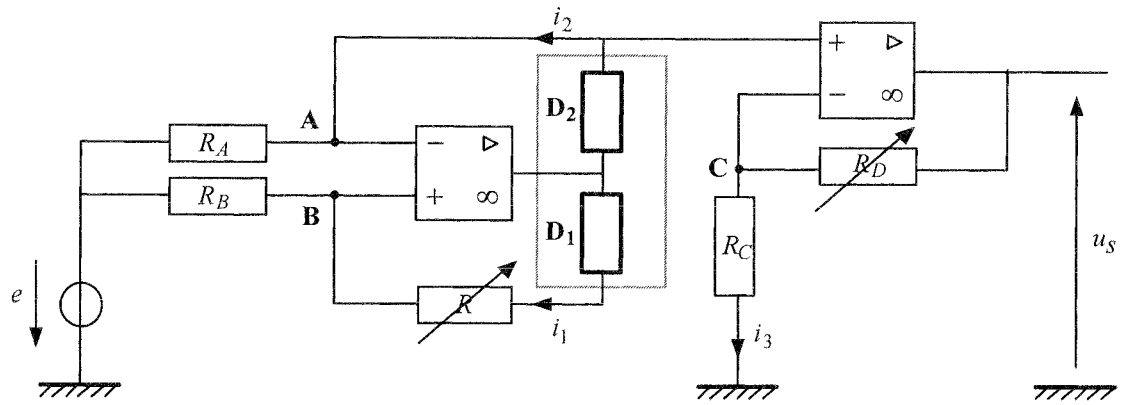 i2
+ ▷
D2
− ∞
A
RA
− ▷
C
RD
RB
+ ∞
B
D1
RC
uS
e
R
i1
i3